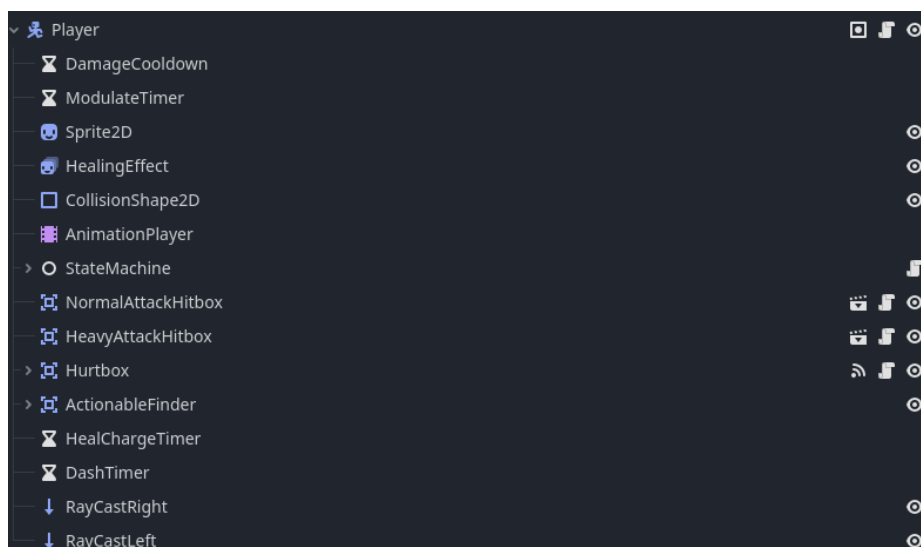 Player
DamageCooldown
ModulateTimer
Sprite2D
HealingEffect
CollisionShape2D
AnimationPlayer
StateMachine
NormalAttackHitbox
HeavyAttackHitbox
Hurtbox
ActionableFinder
HealChargeTimer
DashTimer
RayCastRight
RayCastLeft